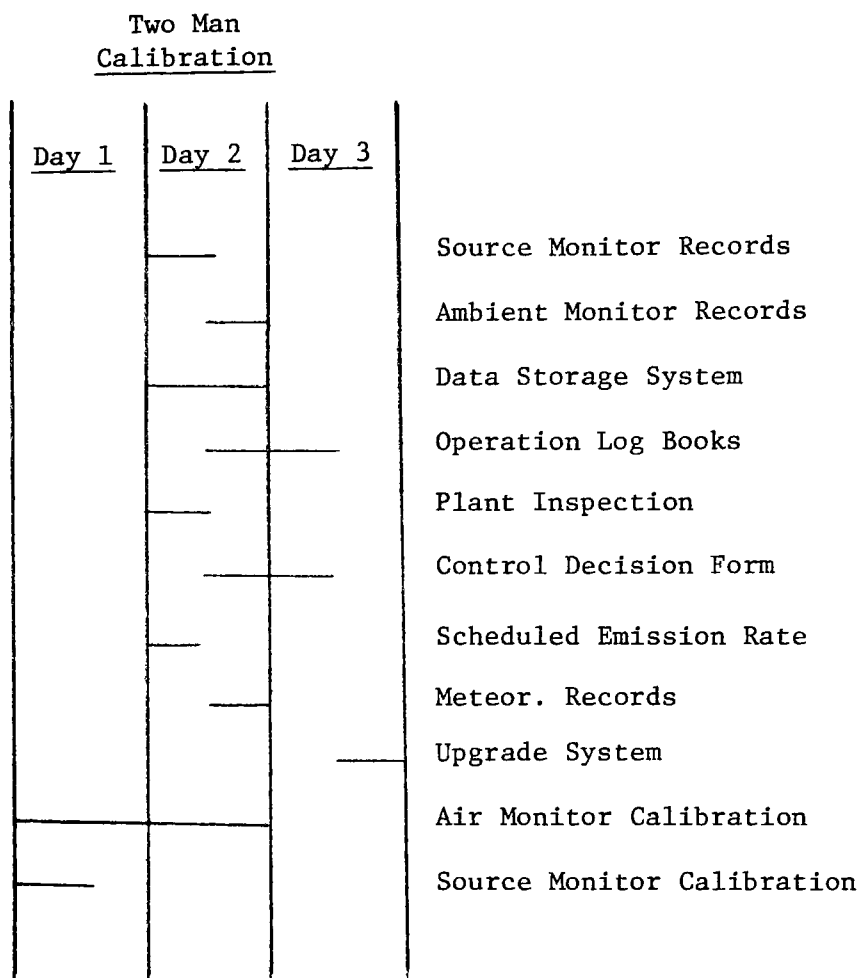 Two Man
Calibration
Day 1 Day 2 Day 3
Source Monitor Records
Ambient Monitor Records
Data Storage System
Operation Log Books
Plant Inspection
Control Decision Form
Scheduled Emission Rate
Meteor. Records
Upgrade System
Air Monitor Calibration
Source Monitor Calibration